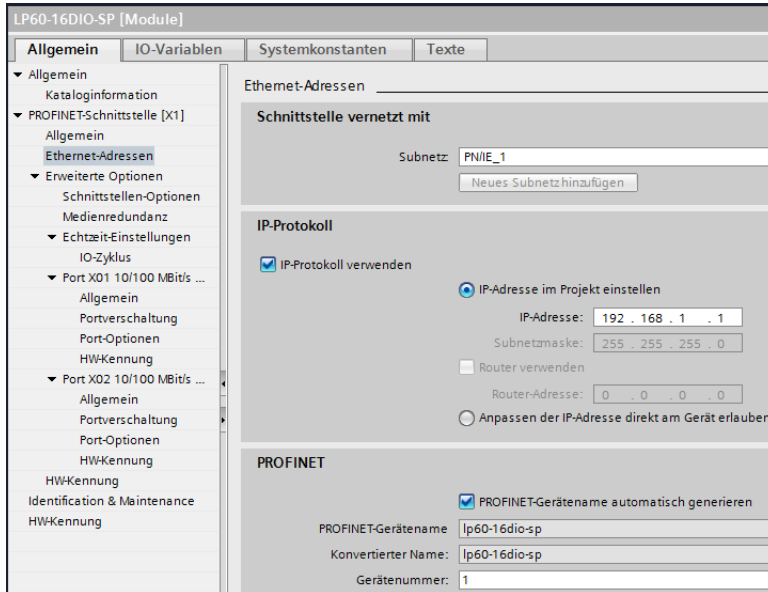 LP60-16DIO-SP [Module]
Allgemein IO-Variablen Systemkonstanten Texte
Allgemein
Kataloginformation
PROFINET-Schnittstelle [X1]
Allgemein
Ethernet-Adressen
Erweiterte Optionen
Schnittstellen-Optionen
Medienredundanz
Echtzeit-Einstellungen
IO-Zyklus
Port X01 10/100 MBit/s ...
Allgemein
Portverschaltung
Port-Optionen
HW-Kennung
Port X02 10/100 MBit/s ...
Allgemein
Portverschaltung
Port-Optionen
HW-Kennung
HW-Kennung
Identification & Maintenance
HW-Kennung
Ethernet-Adressen
Schnittstelle vernetzt mit
Subnetz: PN/IE_1
Neues Subnetz hinzufügen
IP-Protokoll
IP-Protokoll verwenden
IP-Adresse im Projekt einstellen
IP-Adresse: 192 . 168 . 1 . 1
Subnetzmaske: 255 . 255 . 255 . 0
Router verwenden
Router-Adresse: 0 . 0 . 0 . 0
Anpassen der IP-Adresse direkt am Gerät erlauben
PROFINET
PROFINET-Gerätename automatisch generieren
PROFINET-Gerätename lp60-16dio-sp
Konvertierter Name: lp60-16dio-sp
Gerätenummer: 1